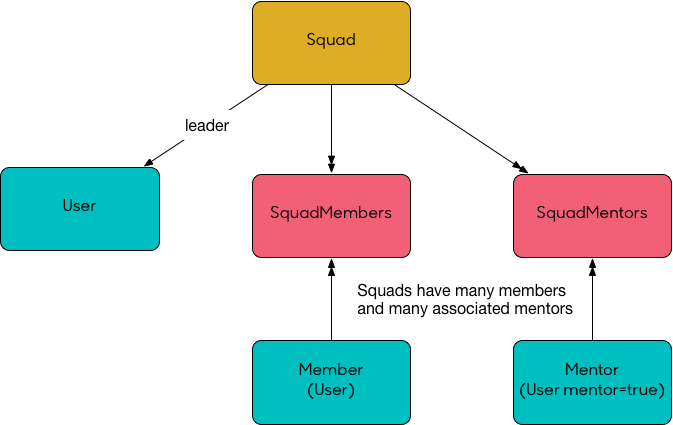 Squad
leader
User
SquadMembers
SquadMentors
Squads have many members
and many associated mentors
Member
(User)
Mentor
(User mentor=true)